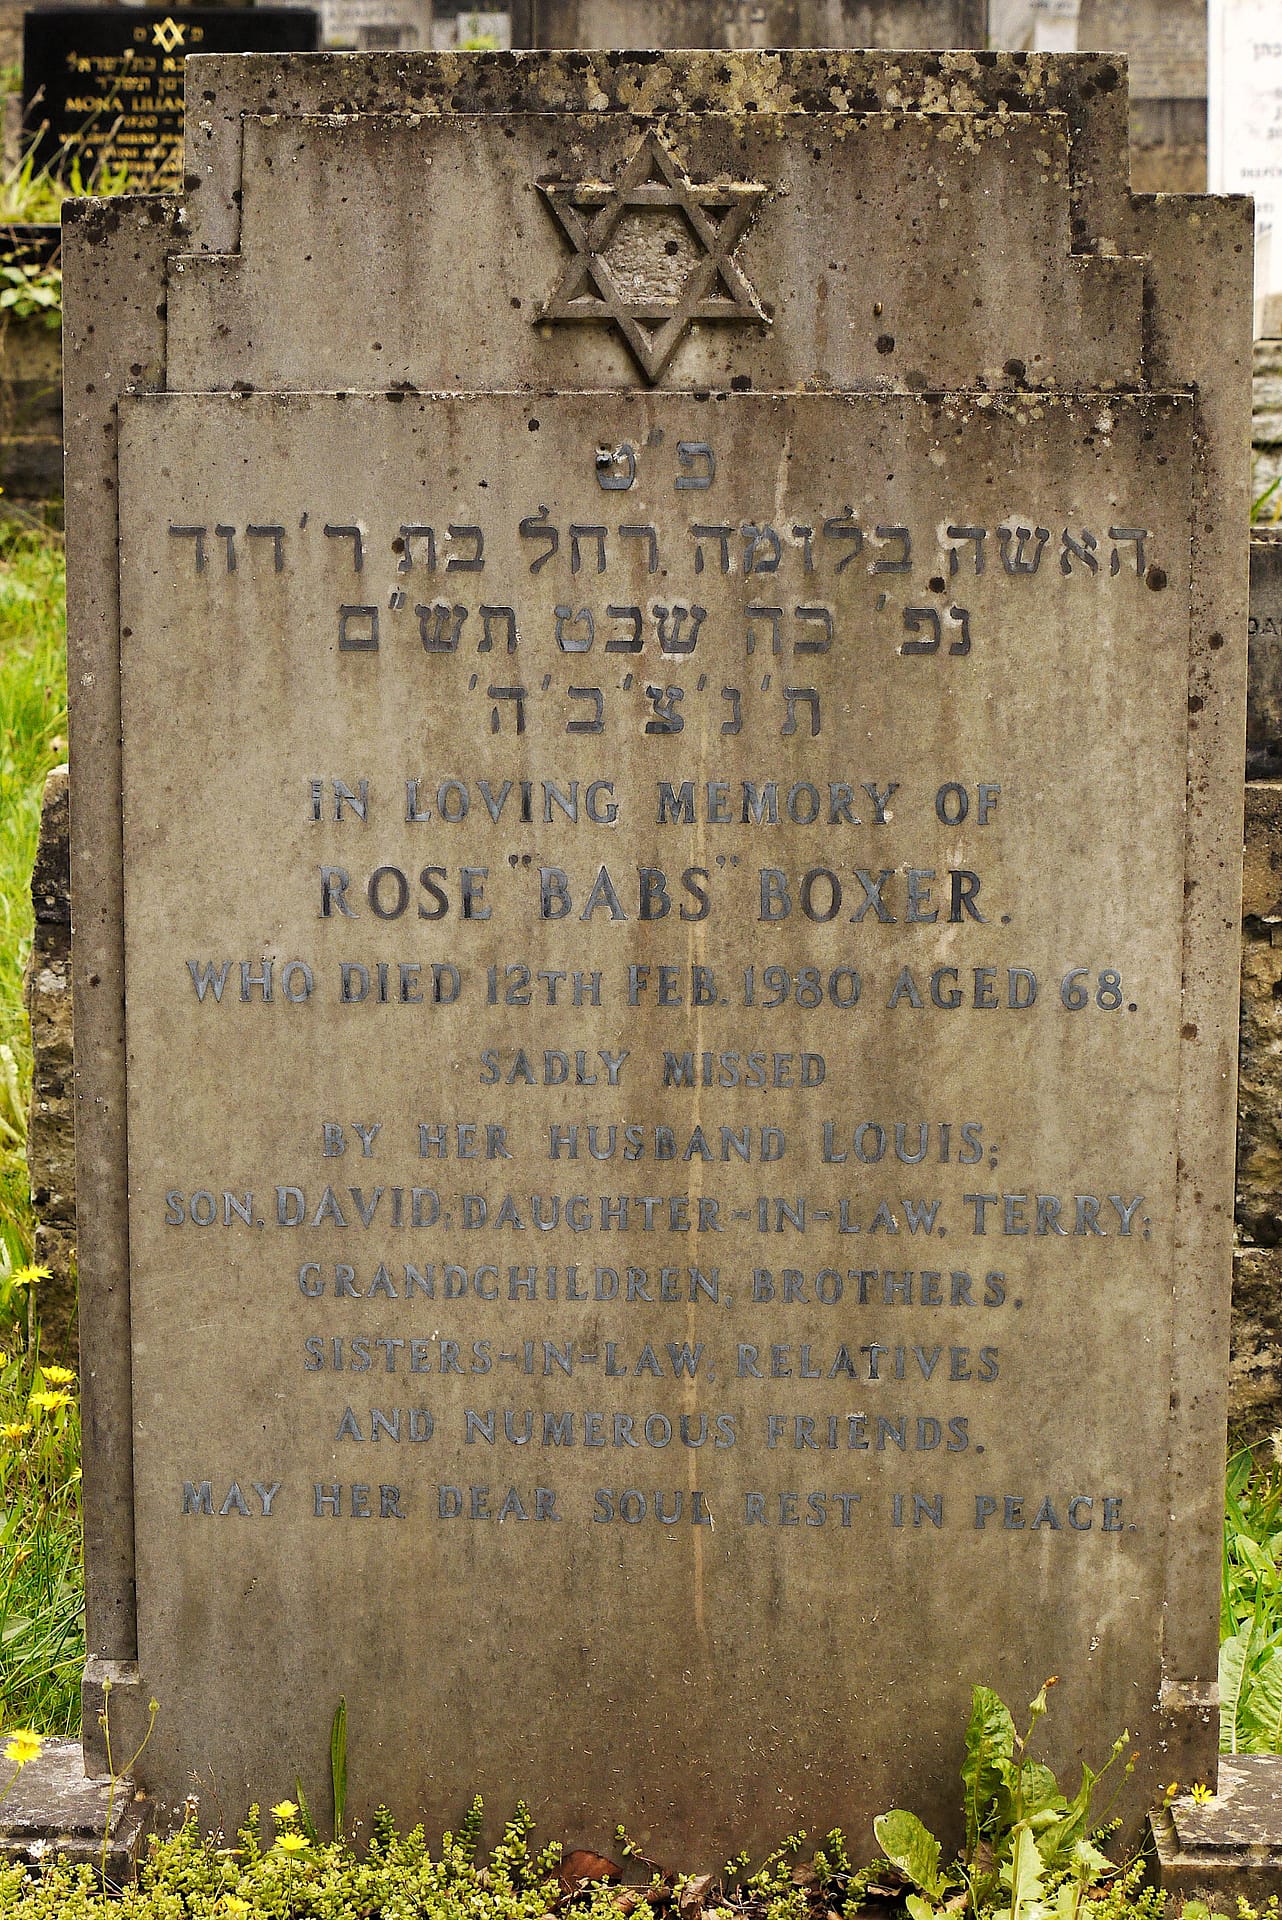 פ"ט
האשה בלומה רחל בת ר' דוד
נפ' כה שבט תש"ם
ת'נ'צ'ב'ה'
IN LOVING MEMORY OF
ROSE "BABS" BOXER.
WHO DIED 12TH FEB. 1980 AGED 68.
SADLY MISSED
BY HER HUSBAND LOUIS;
SON, DAVID; DAUGHTER-IN-LAW, TERRY;
GRANDCHILDREN, BROTHERS,
SISTERS-IN-LAW, RELATIVES
AND NUMEROUS FRIENDS.
MAY HER DEAR SOUL REST IN PEACE.
MONA LILIAN